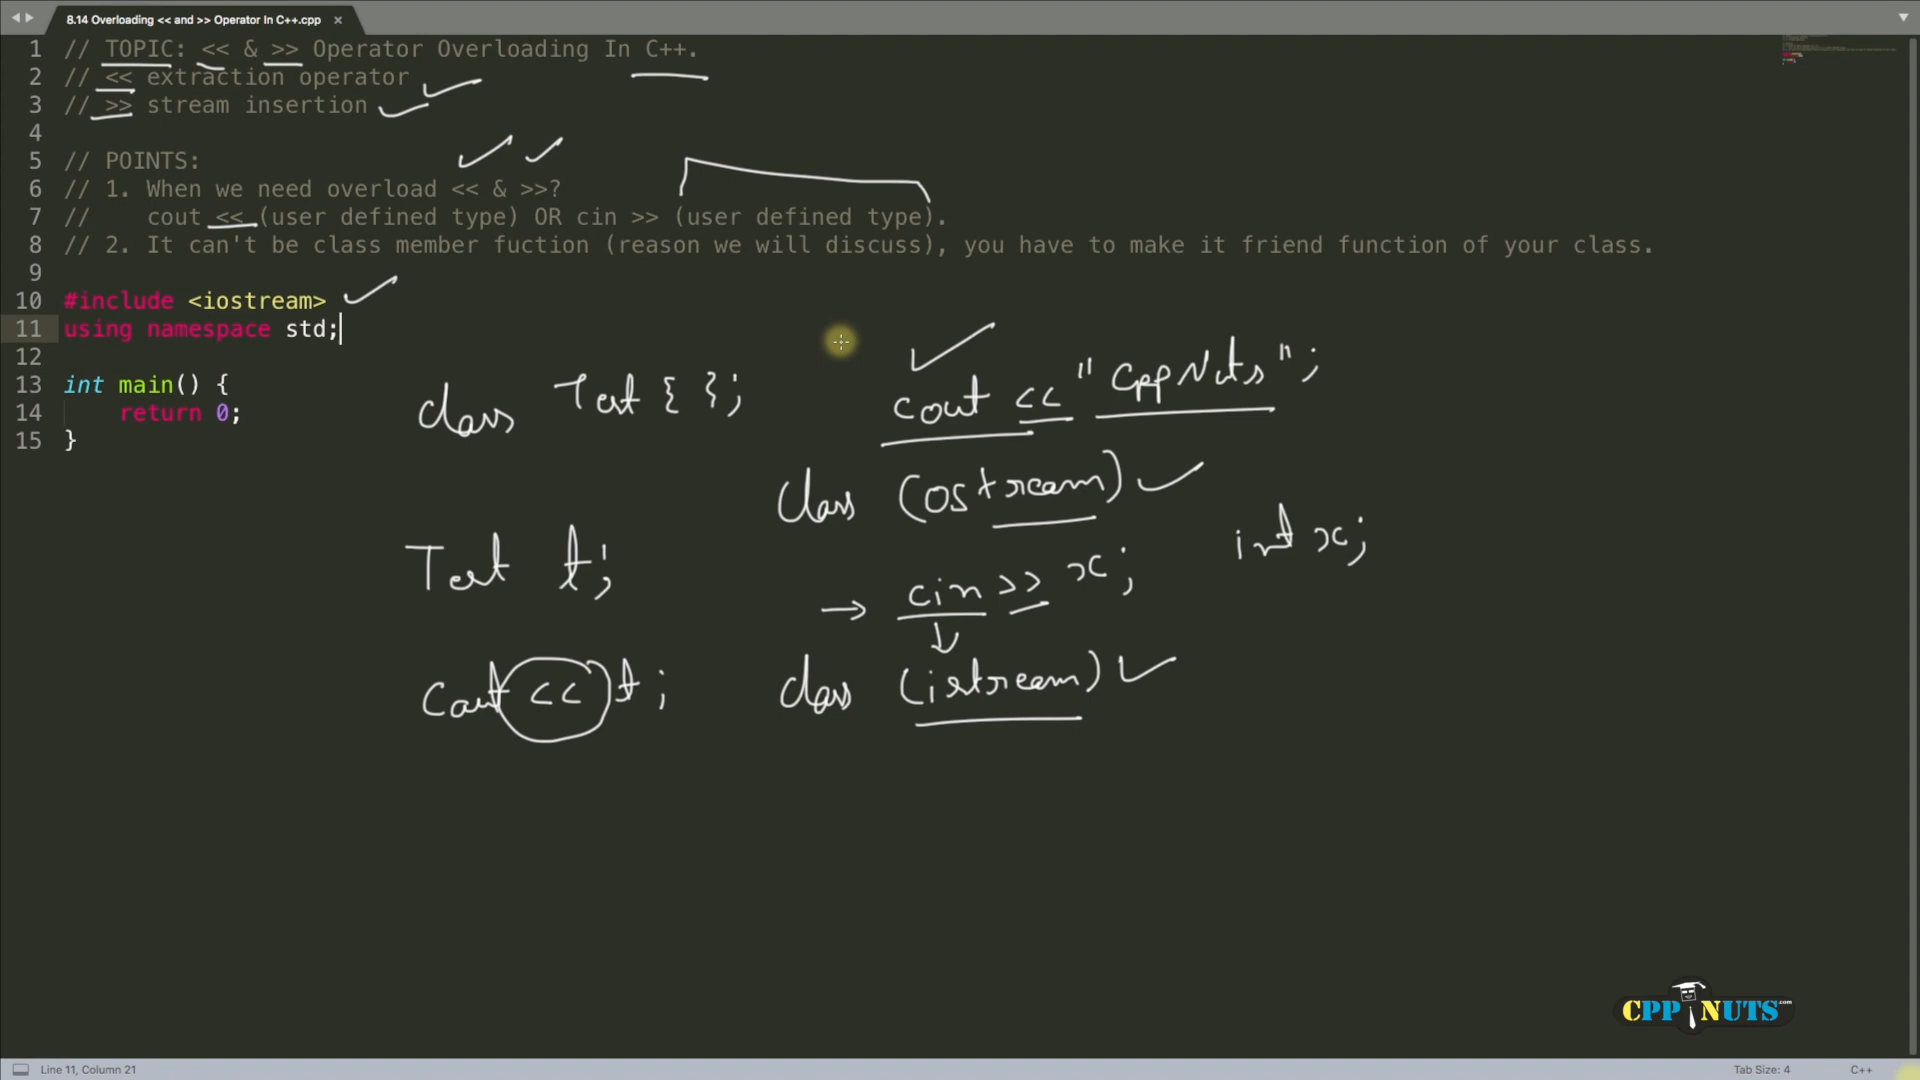 8.14 Overloading << and >> Operator In C++.cpp ×
1 // TOPIC: << & >> Operator Overloading In C++.
2 // << extraction operator
3 // >> stream insertion
4
5 // POINTS:
6 // 1. When we need overload << & >>?
7 //    cout << (user defined type) OR cin >> (user defined type).
8 // 2. It can't be class member fuction (reason we will discuss), you have to make it friend function of your class.
9
10 #include <iostream>
11 using namespace std;
12
13 int main() {
14     return 0;
15 }
class Test { };
cout << "CppNuts";
class (ostream)
Test t;
int x;
→ cin >> x;
cout << t;
class (istream)
CPP NUTS .com
Line 11, Column 21
Tab Size: 4
C++